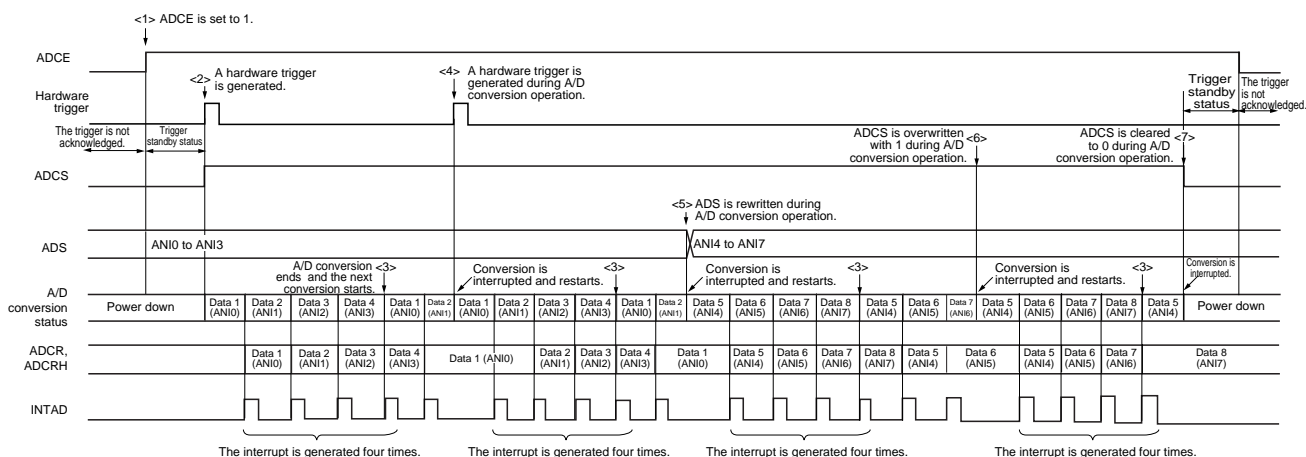 <1> ADCE is set to 1.
ADCE
<2> A hardware trigger
is generated.
<4> A hardware trigger is
generated during A/D
conversion operation.
Trigger
standby
status
The trigger
is not
acknowledged.
Hardware
trigger
The trigger is not
acknowledged.
Trigger
standby status
ADCS is overwritten
with 1 during A/D
conversion operation.
<6>
ADCS is cleared
to 0 during A/D
conversion operation.
<7>
ADCS
<5> ADS is rewritten during
A/D conversion operation.
ADS
ANI0 to ANI3
ANI4 to ANI7
A/D conversion
ends and the next
conversion starts.
<3>
Conversion is
interrupted and restarts.
<3>
Conversion is
interrupted and restarts.
<3>
Conversion is
interrupted and restarts.
<3>
Conversion is
interrupted.
A/D
conversion
status
Power down
Data 1
(ANI0)
Data 2
(ANI1)
Data 3
(ANI2)
Data 4
(ANI3)
Data 1
(ANI0)
Data 2
(ANI1)
Data 1
(ANI0)
Data 2
(ANI1)
Data 3
(ANI2)
Data 4
(ANI3)
Data 1
(ANI0)
Data 2
(ANI1)
Data 5
(ANI4)
Data 6
(ANI5)
Data 7
(ANI6)
Data 8
(ANI7)
Data 5
(ANI4)
Data 6
(ANI5)
Data 7
(ANI6)
Data 5
(ANI4)
Data 6
(ANI5)
Data 7
(ANI6)
Data 8
(ANI7)
Data 5
(ANI4)
Power down
ADCR,
ADCRH
Data 1
(ANI0)
Data 2
(ANI1)
Data 3
(ANI2)
Data 4
(ANI3)
Data 1 (ANI0)
Data 2
(ANI1)
Data 3
(ANI2)
Data 4
(ANI3)
Data 1
(ANI0)
Data 5
(ANI4)
Data 6
(ANI5)
Data 7
(ANI6)
Data 8
(ANI7)
Data 5
(ANI4)
Data 6
(ANI5)
Data 5
(ANI4)
Data 6
(ANI5)
Data 7
(ANI6)
Data 8
(ANI7)
INTAD
The interrupt is generated four times.
The interrupt is generated four times.
The interrupt is generated four times.
The interrupt is generated four times.